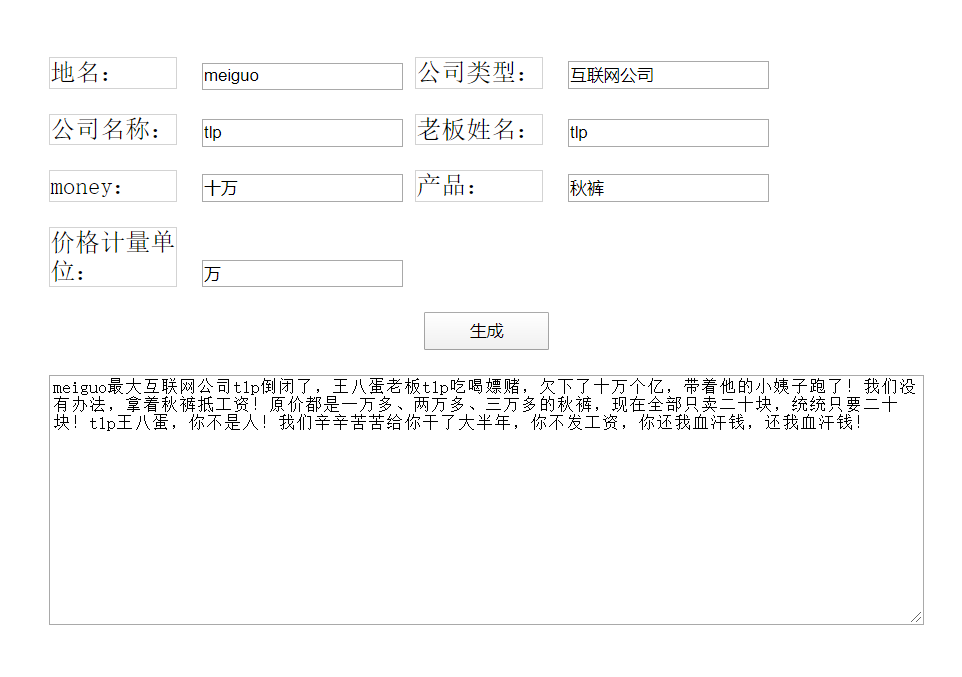 地名： meiguo 公司类型： 互联网公司
公司名称： tlp 老板姓名： tlp
money： 十万 产品： 秋裤
价格计量单
位： 万
生成
meiguo最大互联网公司tlp倒闭了，王八蛋老板tlp吃喝嫖赌，欠下了十万个亿，带着他的小姨子跑了！我们没
有办法，拿着秋裤抵工资！原价都是一万多、两万多、三万多的秋裤，现在全部只卖二十块，统统只要二十
块！tlp王八蛋，你不是人！我们辛辛苦苦给你干了大半年，你不发工资，你还我血汗钱，还我血汗钱！